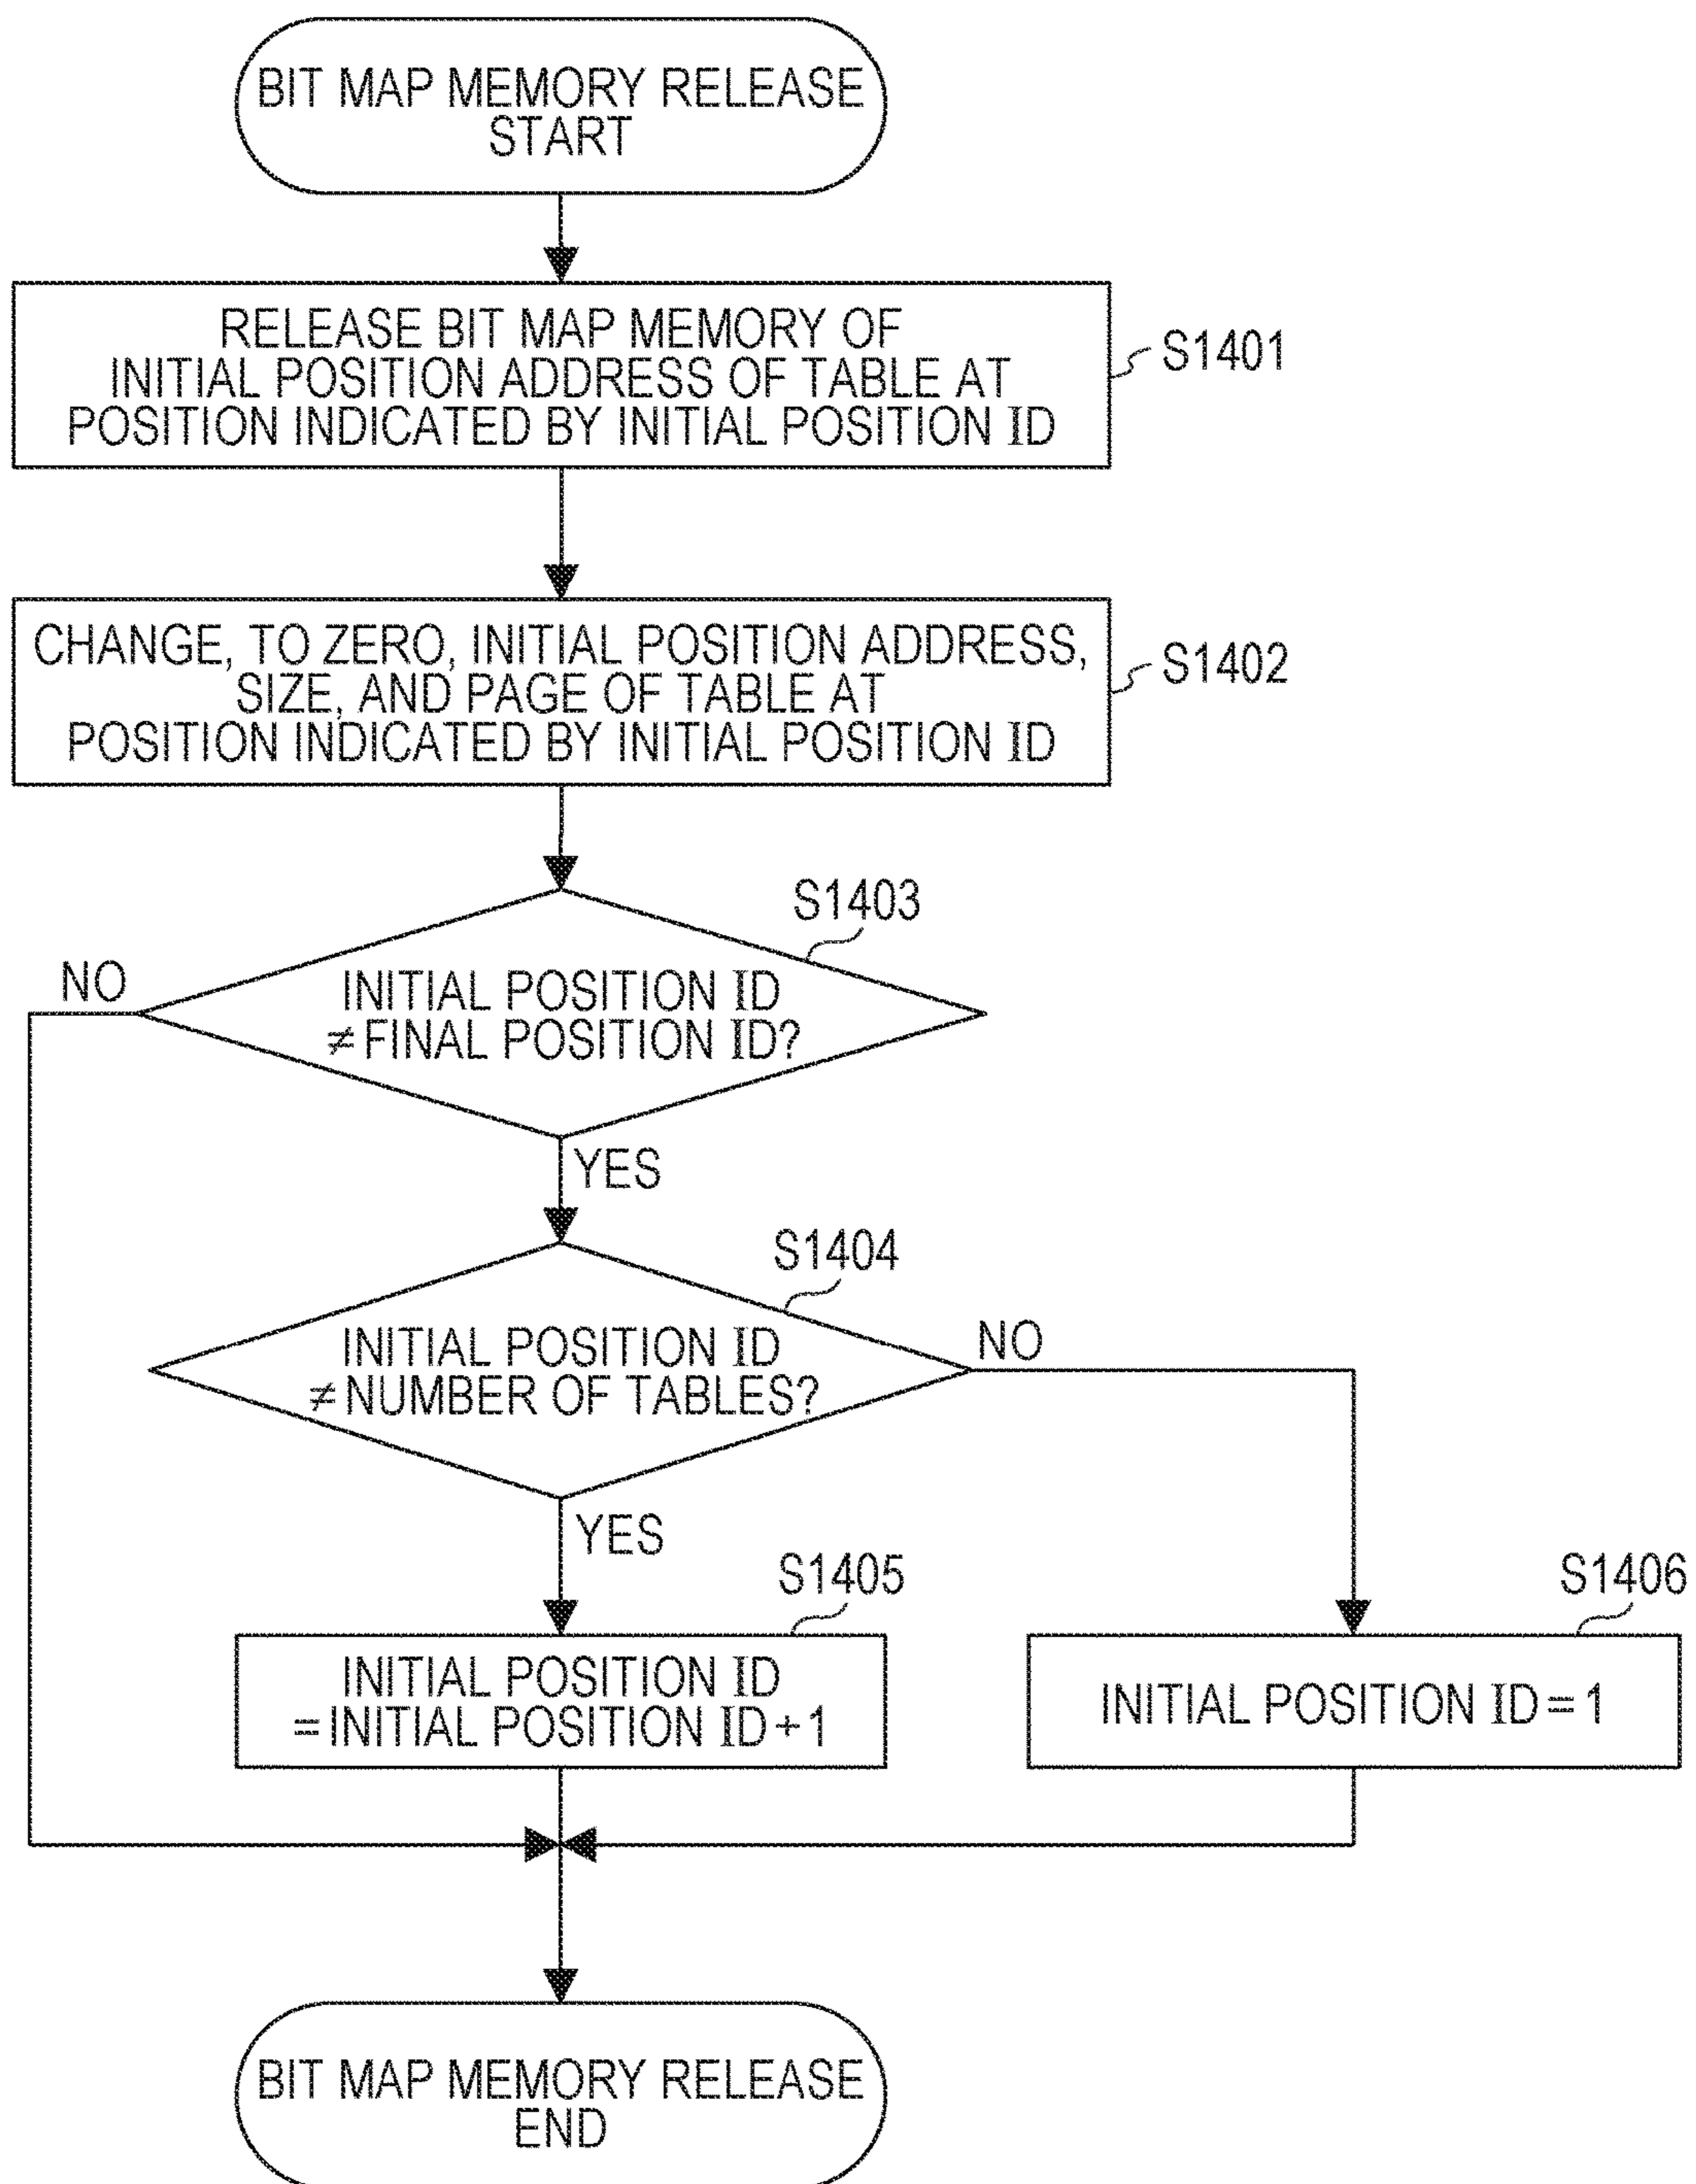 BIT MAP MEMORY RELEASE
START
RELEASE BIT MAP MEMORY OF
INITIAL POSITION ADDRESS OF TABLE AT
POSITION INDICATED BY INITIAL POSITION ID
S1401
CHANGE, TO ZERO, INITIAL POSITION ADDRESS,
SIZE, AND PAGE OF TABLE AT
POSITION INDICATED BY INITIAL POSITION ID
S1402
S1403
NO
INITIAL POSITION ID
≠ FINAL POSITION ID?
YES
S1404
INITIAL POSITION ID
≠ NUMBER OF TABLES?
NO
YES
S1405
INITIAL POSITION ID
= INITIAL POSITION ID + 1
S1406
INITIAL POSITION ID = 1
BIT MAP MEMORY RELEASE
END